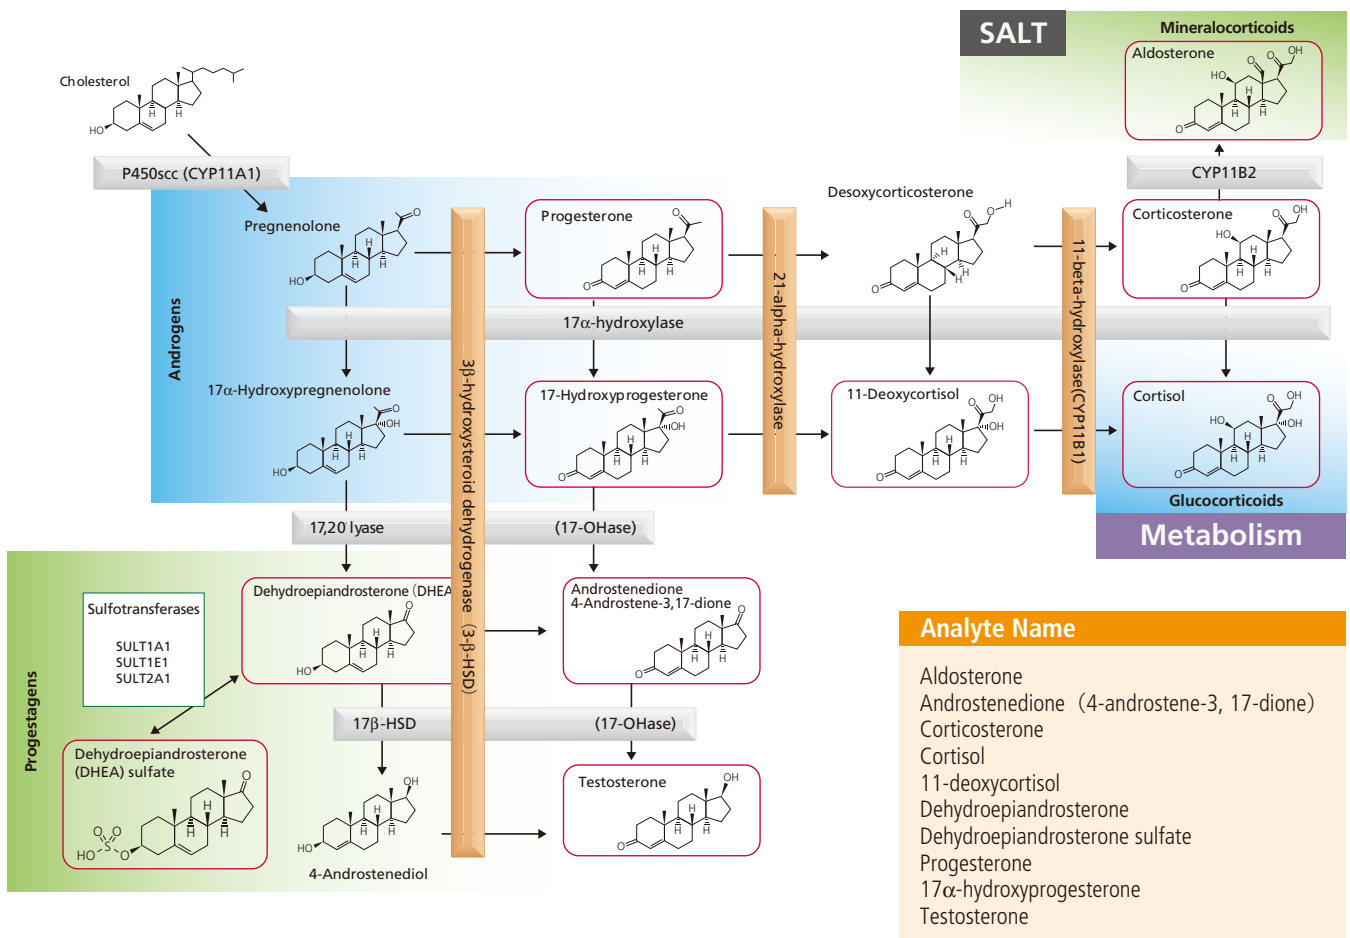 SALT
Mineralocorticoids
Aldosterone
Cholesterol
P450scc (CYP11A1)
CYP11B2
Pregnenolone
Progesterone
Desoxycorticosterone
Corticosterone
Androgens
3β-hydroxysteroid dehydrogenase (3-β-HSD)
21-alpha-hydroxylase
11-beta-hydroxylase(CYP11B1)
17α-hydroxylase
17α-Hydroxypregnenolone
17-Hydroxyprogesterone
11-Deoxycortisol
Cortisol
Glucocorticoids
Metabolism
17,20 lyase
(17-OHase)
Progestagens
Sulfotransferases
SULT1A1
SULT1E1
SULT2A1
Dehydroepiandrosterone (DHEA
Androstenedione
4-Androstene-3,17-dione
17β-HSD
(17-OHase)
Dehydroepiandrosterone
(DHEA) sulfate
4-Androstenediol
Testosterone
Analyte Name
Aldosterone
Androstenedione (4-androstene-3, 17-dione)
Corticosterone
Cortisol
11-deoxycortisol
Dehydroepiandrosterone
Dehydroepiandrosterone sulfate
Progesterone
17α-hydroxyprogesterone
Testosterone